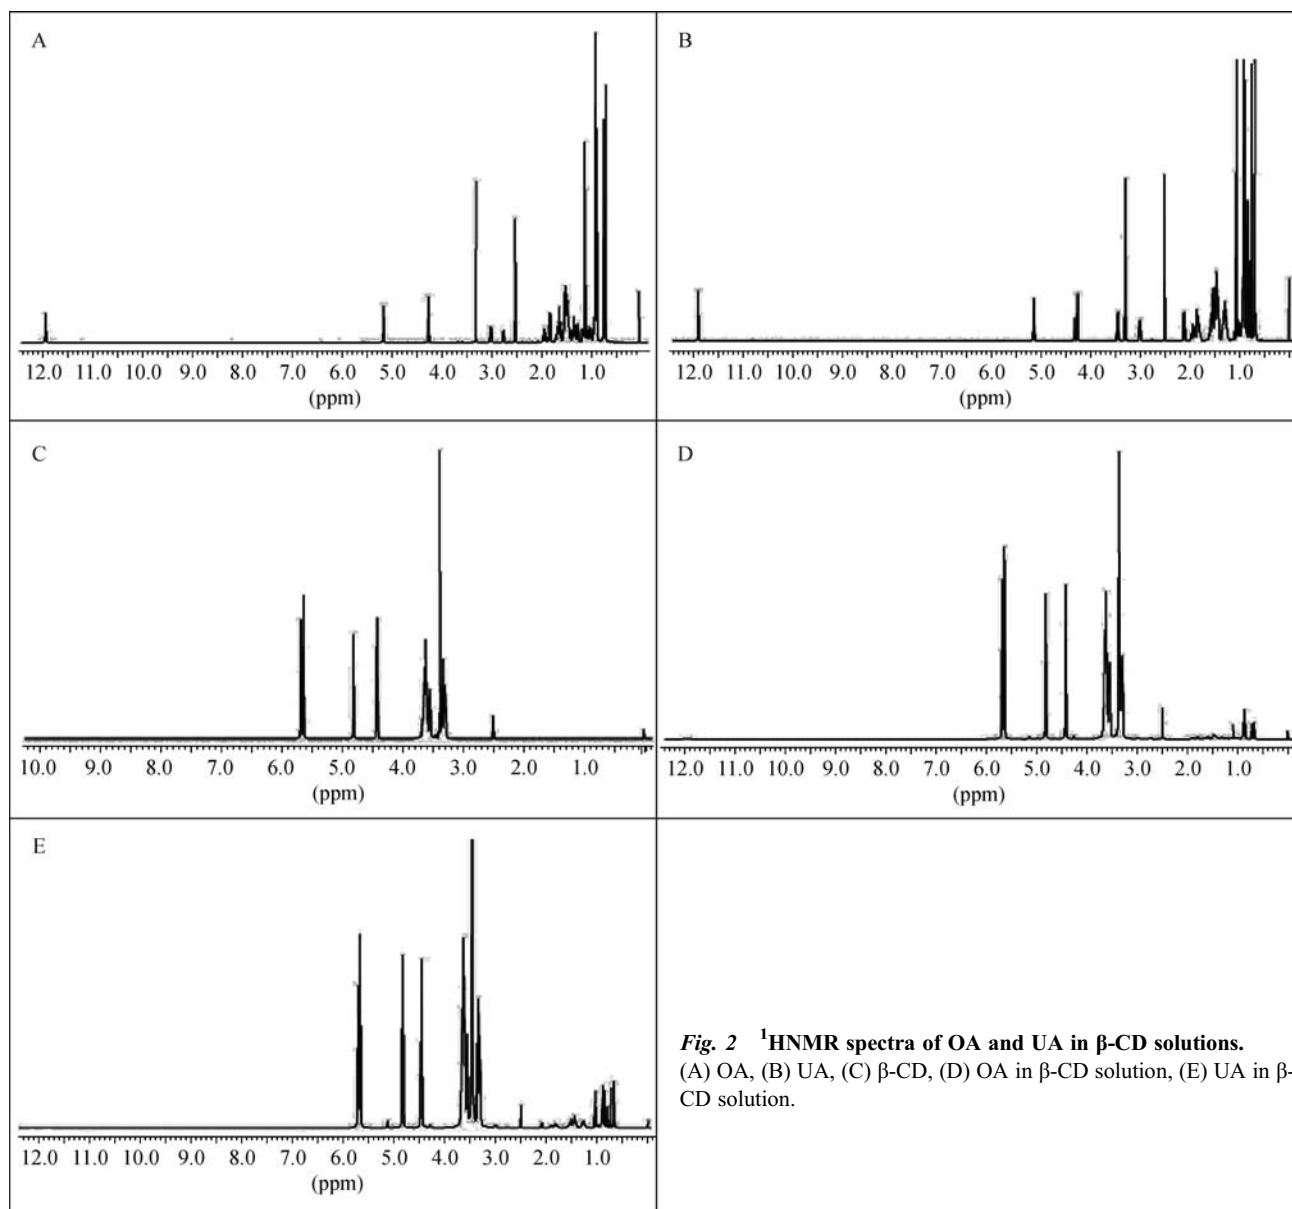 A
12.0 11.0 10.0 9.0 8.0 7.0 6.0 5.0 4.0 3.0 2.0 1.0
(ppm)
B
12.0 11.0 10.0 9.0 8.0 7.0 6.0 5.0 4.0 3.0 2.0 1.0
(ppm)
C
10.0 9.0 8.0 7.0 6.0 5.0 4.0 3.0 2.0 1.0
(ppm)
D
12.0 11.0 10.0 9.0 8.0 7.0 6.0 5.0 4.0 3.0 2.0 1.0
(ppm)
E
12.0 11.0 10.0 9.0 8.0 7.0 6.0 5.0 4.0 3.0 2.0 1.0
(ppm)
Fig. 2 ¹HNMR spectra of OA and UA in β-CD solutions.
(A) OA, (B) UA, (C) β-CD, (D) OA in β-CD solution, (E) UA in β-
CD solution.